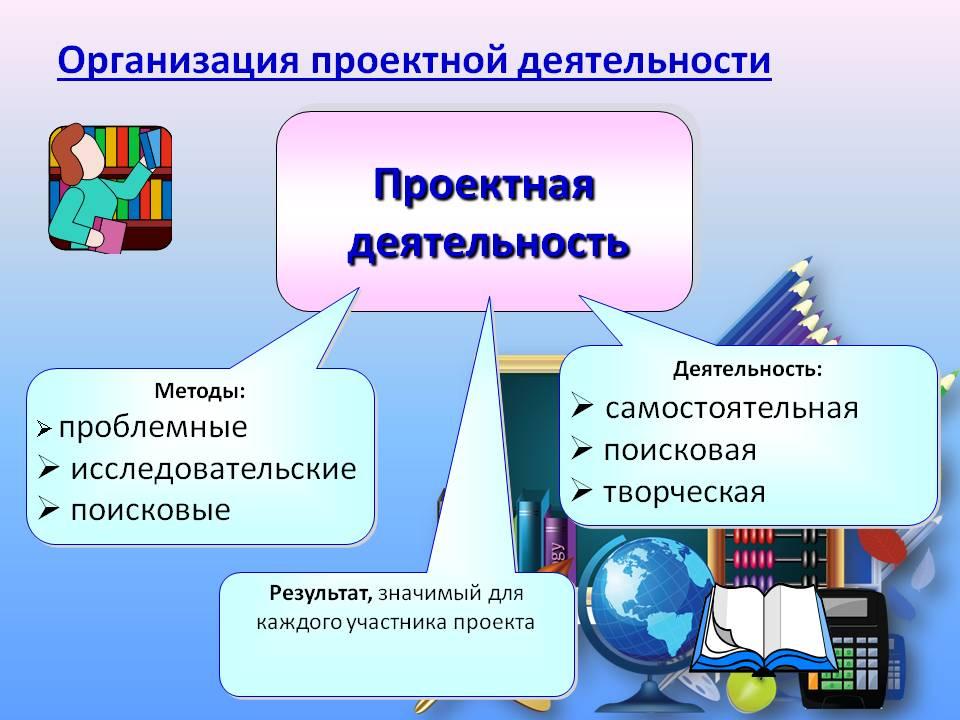 Организация проектной деятельности
Проектная
деятельность
Методы:
➢ проблемные
➢ исследовательские
➢ поисковые
Деятельность:
➢ самостоятельная
➢ поисковая
➢ творческая
Результат, значимый для
каждого участника проекта